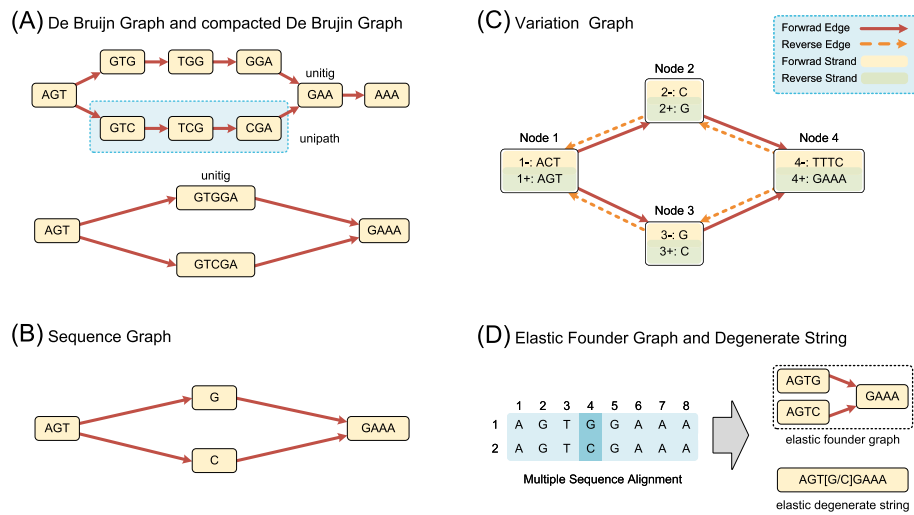 (A) De Bruijn Graph and compacted De Brujin Graph
GTG TGG GGA
unitig
AGT GAA AAA
GTC TCG CGA
unipath
unitig
GTGGA
AGT GAAA
GTCGA
(B) Sequence Graph
G
AGT GAAA
C
(C) Variation Graph
Forwrad Edge
Reverse Edge
Forwrad Strand
Reverse Strand
Node 2
2-: C
2+: G
Node 1
1-: ACT
1+: AGT
Node 4
4-: TTTC
4+: GAAA
Node 3
3-: G
3+: C
(D) Elastic Founder Graph and Degenerate String
1 2 3 4 5 6 7 8
1 A G T G G A A A
2 A G T C G A A A
Multiple Sequence Alignment
AGTG
GAAA
AGTC
elastic founder graph
AGT[G/C]GAAA
elastic degenerate string